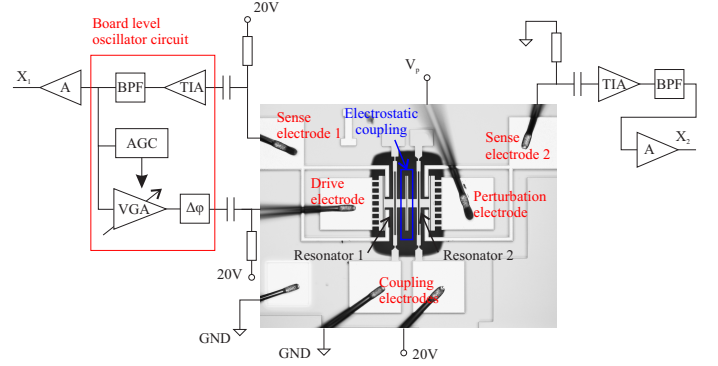 Board level
oscillator circuit
20V
X₁
A
BPF
TIA
AGC
VGA
Δφ
20V
GND
Vₚ
Sense
electrode 1
Electrostatic
coupling
Sense
electrode 2
Drive
electrode
Perturbation
electrode
Resonator 1
Resonator 2
Coupling
electrodes
GND
20V
TIA
BPF
A
X₂